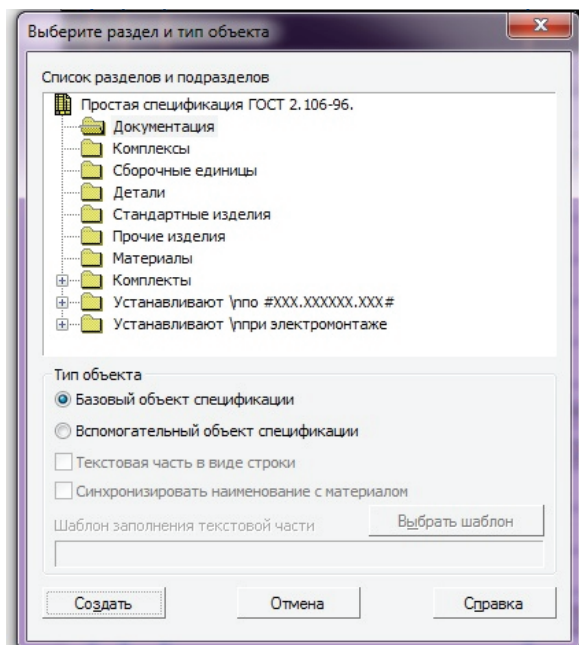 Выберите раздел и тип объекта
Список разделов и подразделов
Простая спецификация ГОСТ 2.106-96.
Документация
Комплексы
Сборочные единицы
Детали
Стандартные изделия
Прочие изделия
Материалы
Комплекты
Устанавливают \nпо #XXX.XXXXXX.XXX#
Устанавливают \nпри электромонтаже
Тип объекта
Базовый объект спецификации
Вспомогательный объект спецификации
Текстовая часть в виде строки
Синхронизировать наименование с материалом
Шаблон заполнения текстовой части Выбрать шаблон
Создать Отмена Справка